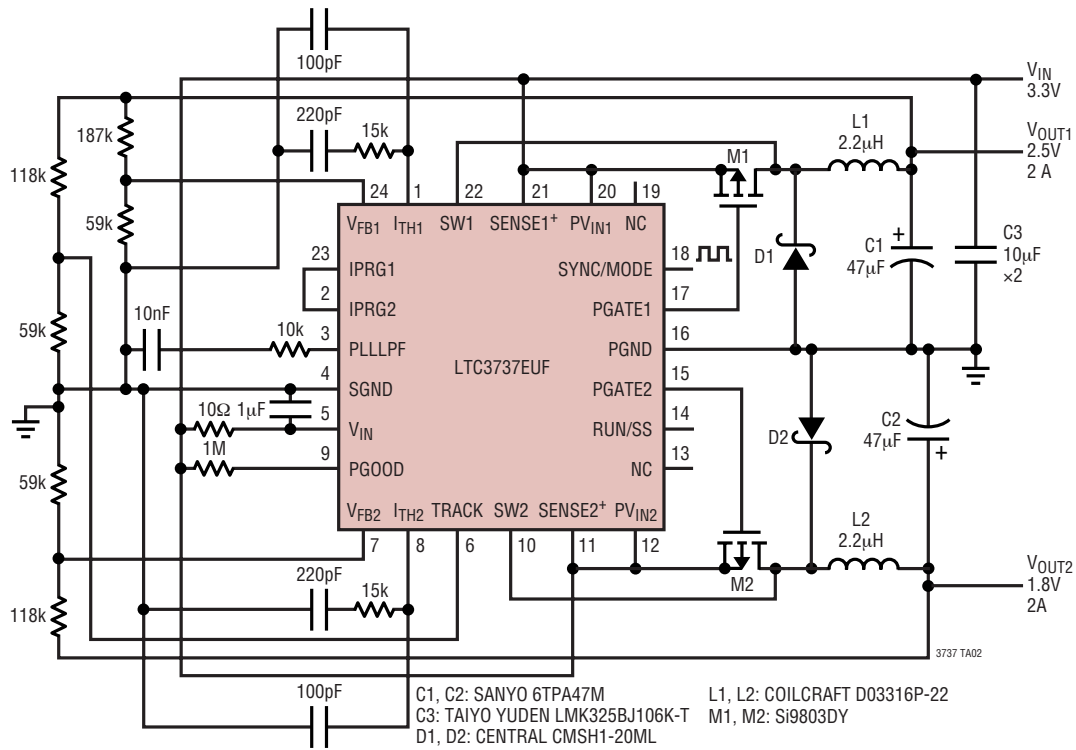 100pF
V_IN
3.3V
220pF
15k
187k
L1
2.2µH
V_OUT1
2.5V
2 A
118k
M1
24
1
22
21
20
19
59k
V_FB1
I_TH1
SW1
SENSE1+
PV_IN1
NC
C3
10µF
×2
23
IPRG1
SYNC/MODE
18
D1
C1
+
47µF
2
IPRG2
PGATE1
17
10nF
59k
10k
3
PLLLPF
PGND
16
LTC3737EUF
4
SGND
PGATE2
15
10Ω
1µF
5
V_IN
RUN/SS
14
D2
C2
47µF
+
1M
9
PGOOD
NC
13
59k
V_FB2
I_TH2
TRACK
SW2
SENSE2+
PV_IN2
7
8
6
10
11
12
L2
2.2µH
M2
V_OUT2
1.8V
2A
220pF
15k
118k
3737 TA02
100pF
C1, C2: SANYO 6TPA47M
C3: TAIYO YUDEN LMK325BJ106K-T
D1, D2: CENTRAL CMSH1-20ML
L1, L2: COILCRAFT D03316P-22
M1, M2: Si9803DY